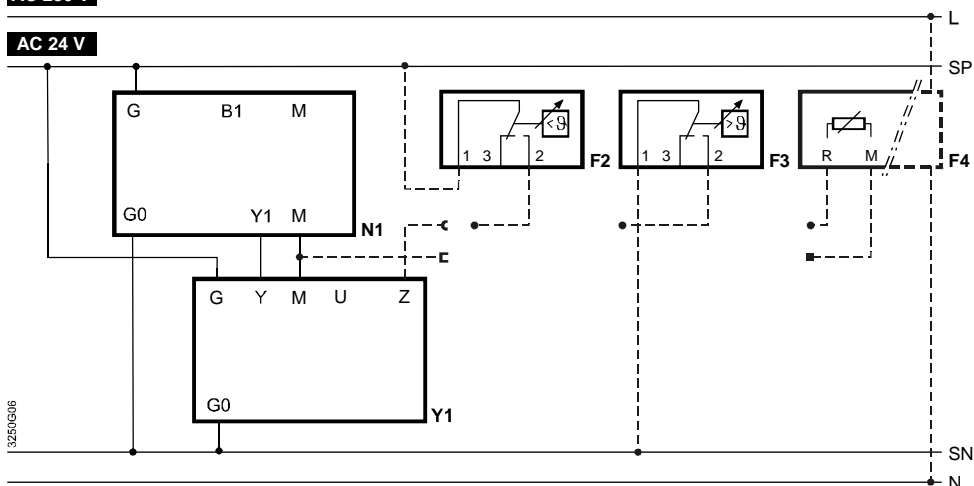 L
AC 24 V
SP
G B1 M
<ϑ
>ϑ
1 3 2 F2
1 3 2 F3
R M F4
G0 Y1 M N1
G Y M U Z
G0 Y1
3250G06
SN
N